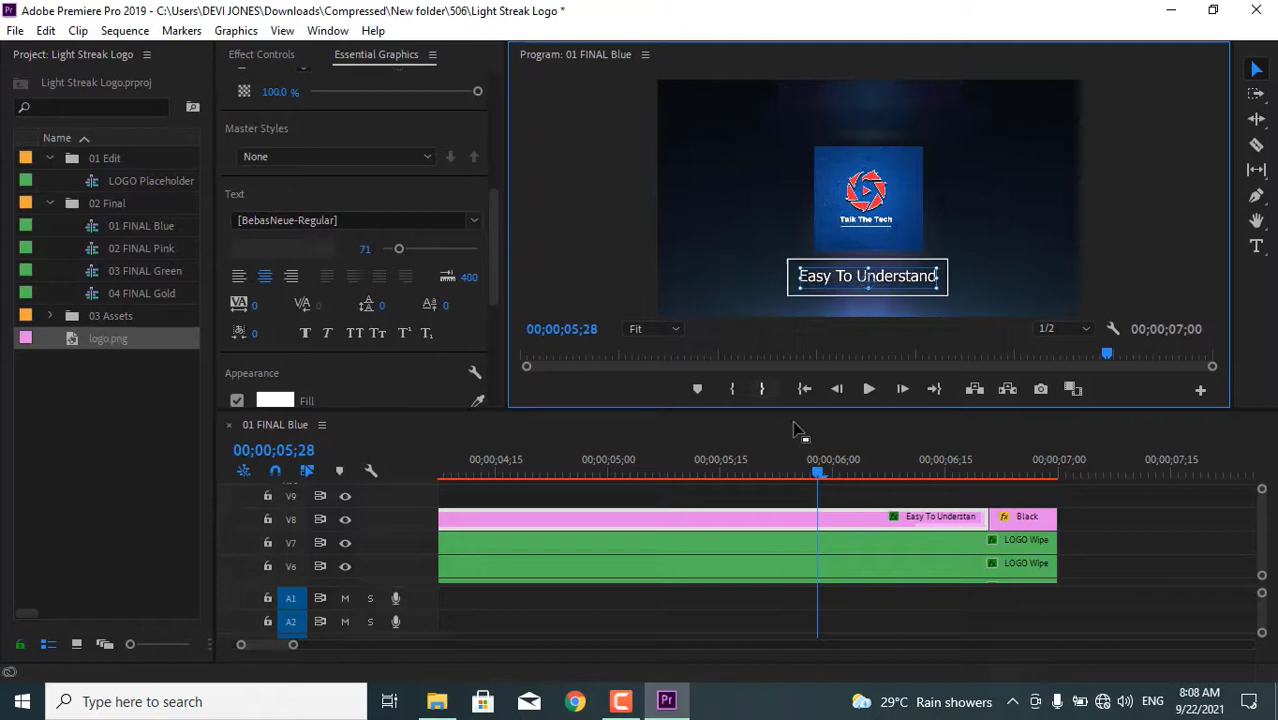 Adobe Premiere Pro 2019 - C:\Users\DEVI JONES\Downloads\Compressed\New folder\506\Light Streak Logo *
File Edit Clip Sequence Markers Graphics View Window Help
Project: Light Streak Logo
Light Streak Logo.prproj
Name
01 Edit
LOGO Placeholder
02 Final
01 FINAL Blue
02 FINAL Pink
03 FINAL Green
04 FINAL Gold
03 Assets
logo.png
Effect Controls Essential Graphics
100.0 %
Master Styles
None
Text
[BebasNeue-Regular]
71
400
0 0 0
0
Appearance
Fill
Program: 01 FINAL Blue
Talk The Tech
Easy To Understand
00;00;05;28 Fit 1/2 00;00;07;00
01 FINAL Blue
00;00;05;28
00;00;04;15 00;00;05;00 00;00;05;15 00;00;06;00 00;00;06;15 00;00;07;00 00;00;07;15
V9
V8 Easy To Understan Black
V7 LOGO Wipe
V6 LOGO Wipe
A1 M S
A2 M S
Type here to search
29°C Rain showers
ENG
8:08 AM
9/22/2021